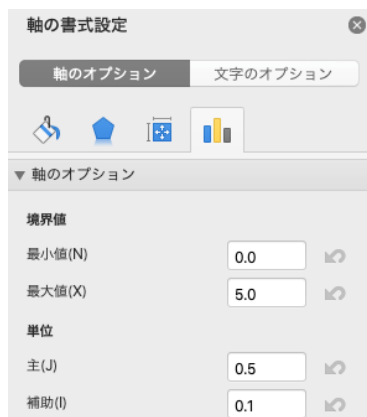 軸の書式設定
軸のオプション 文字のオプション
▼ 軸のオプション
境界値
最小値(N) 0.0
最大値(X) 5.0
単位
主(J) 0.5
補助(I) 0.1